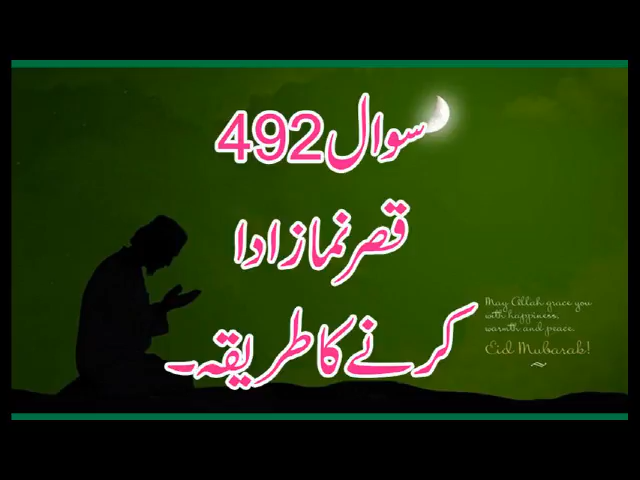 سوال 492
قصر نماز ادا
کرنے کا طریقہ۔
May Allah grace you
with happiness,
warmth and peace.
Eid Mubarak!